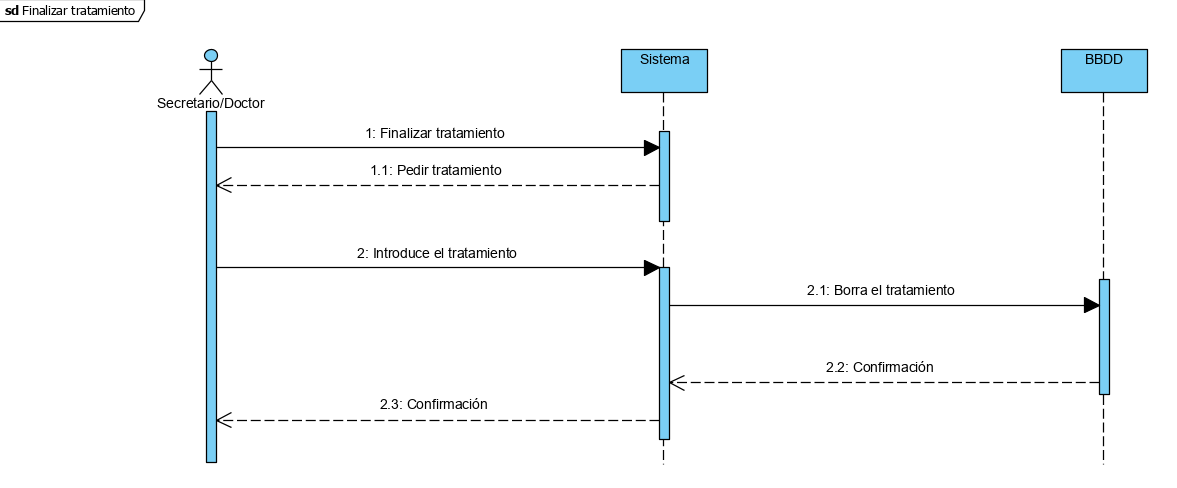 sd Finalizar tratamiento
Sistema
BBDD
Secretario/Doctor
1: Finalizar tratamiento
1.1: Pedir tratamiento
2: Introduce el tratamiento
2.1: Borra el tratamiento
2.2: Confirmación
2.3: Confirmación